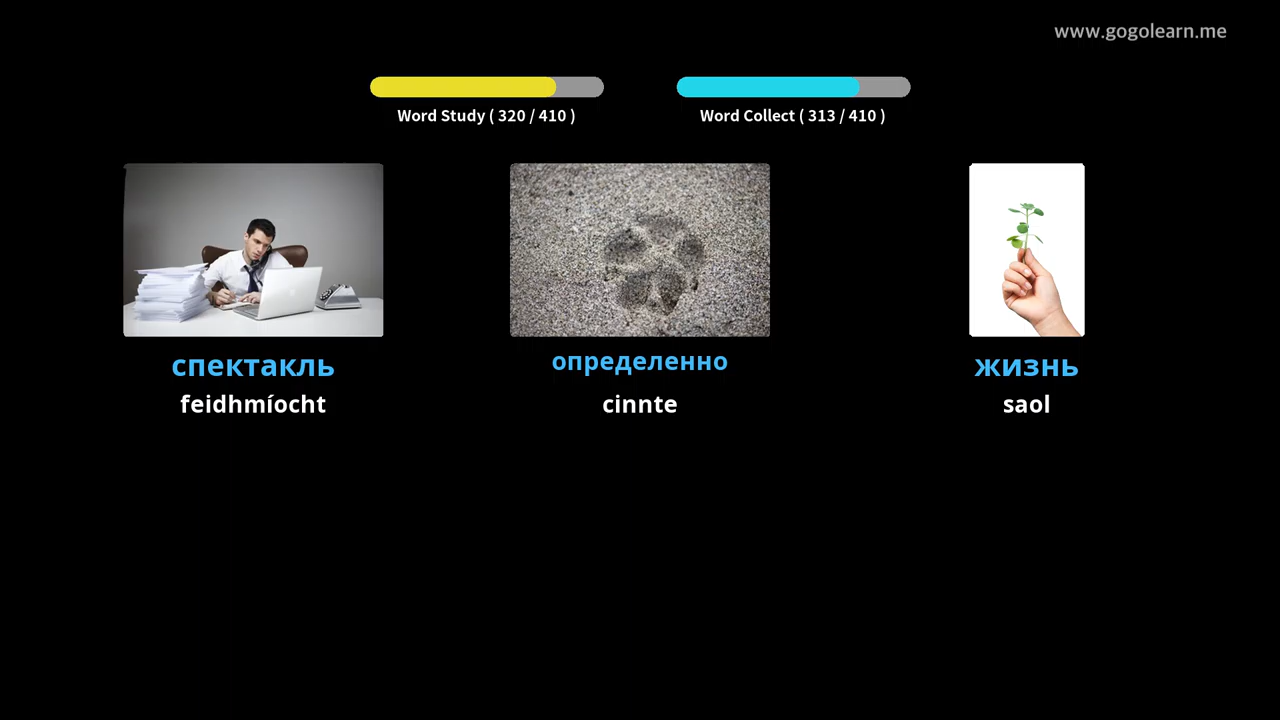 www.gogolearn.me
Word Study ( 320 / 410 )
Word Collect ( 313 / 410 )
спектакль
определенно
жизнь
feidhmíocht
cinnte
saol